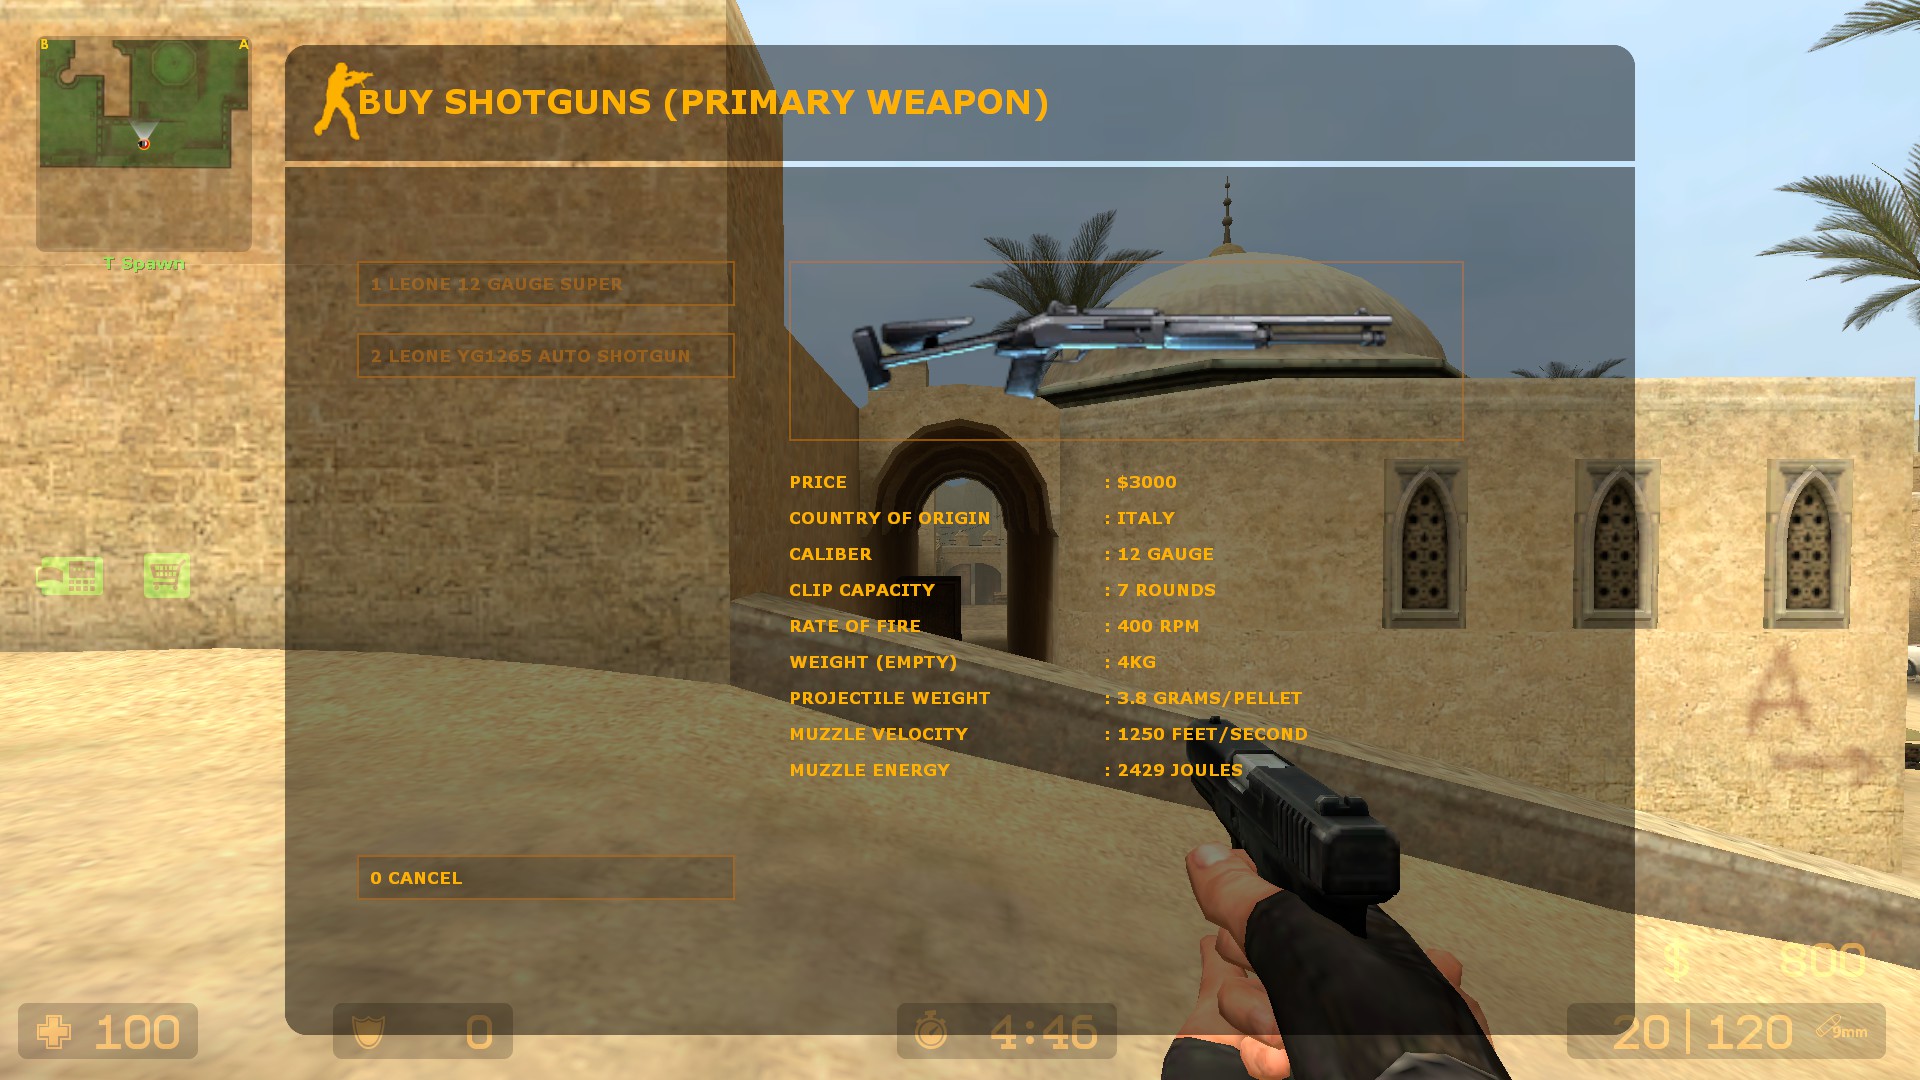 B A
BUY SHOTGUNS (PRIMARY WEAPON)
T Spawn
1 LEONE 12 GAUGE SUPER
2 LEONE YG1265 AUTO SHOTGUN
PRICE : $3000
COUNTRY OF ORIGIN : ITALY
CALIBER : 12 GAUGE
CLIP CAPACITY : 7 ROUNDS
RATE OF FIRE : 400 RPM
WEIGHT (EMPTY) : 4KG
PROJECTILE WEIGHT : 3.8 GRAMS/PELLET
MUZZLE VELOCITY : 1250 FEET/SECOND
MUZZLE ENERGY : 2429 JOULES
A
0 CANCEL
$ 800
100
0
4:46
20|120 9mm